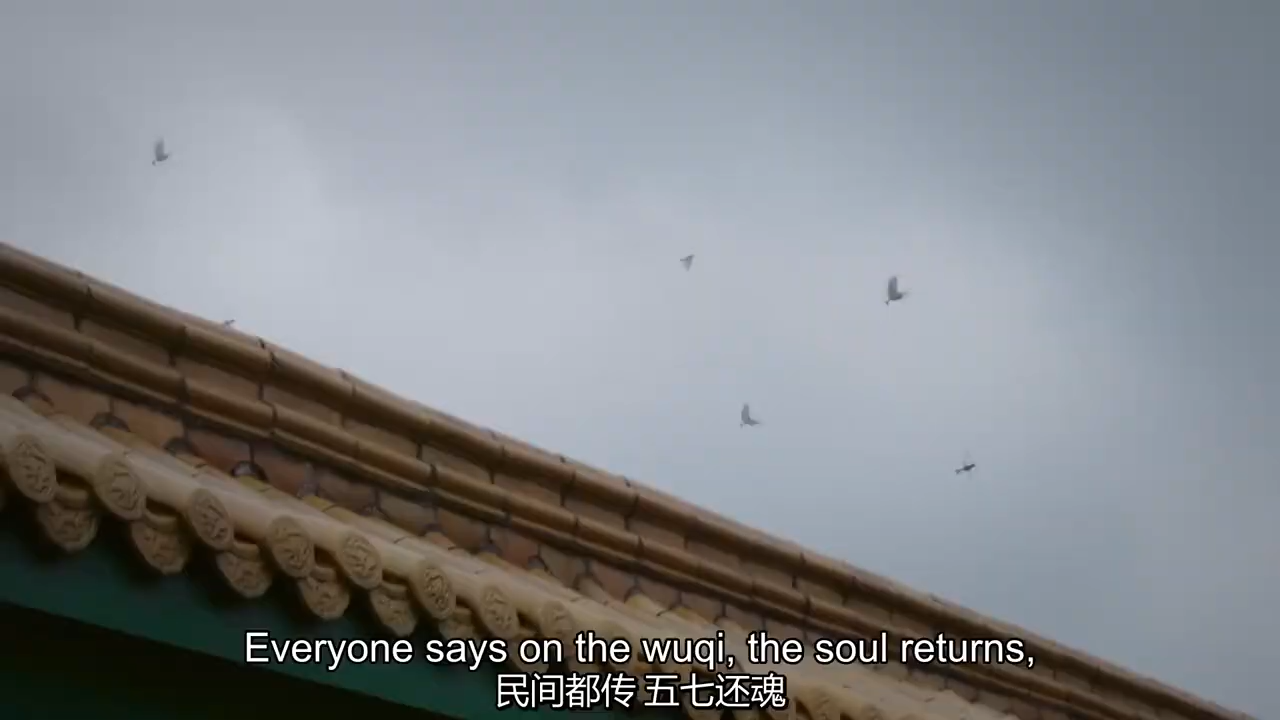 Everyone says on the wuqi, the soul returns,
民间都传 五七还魂